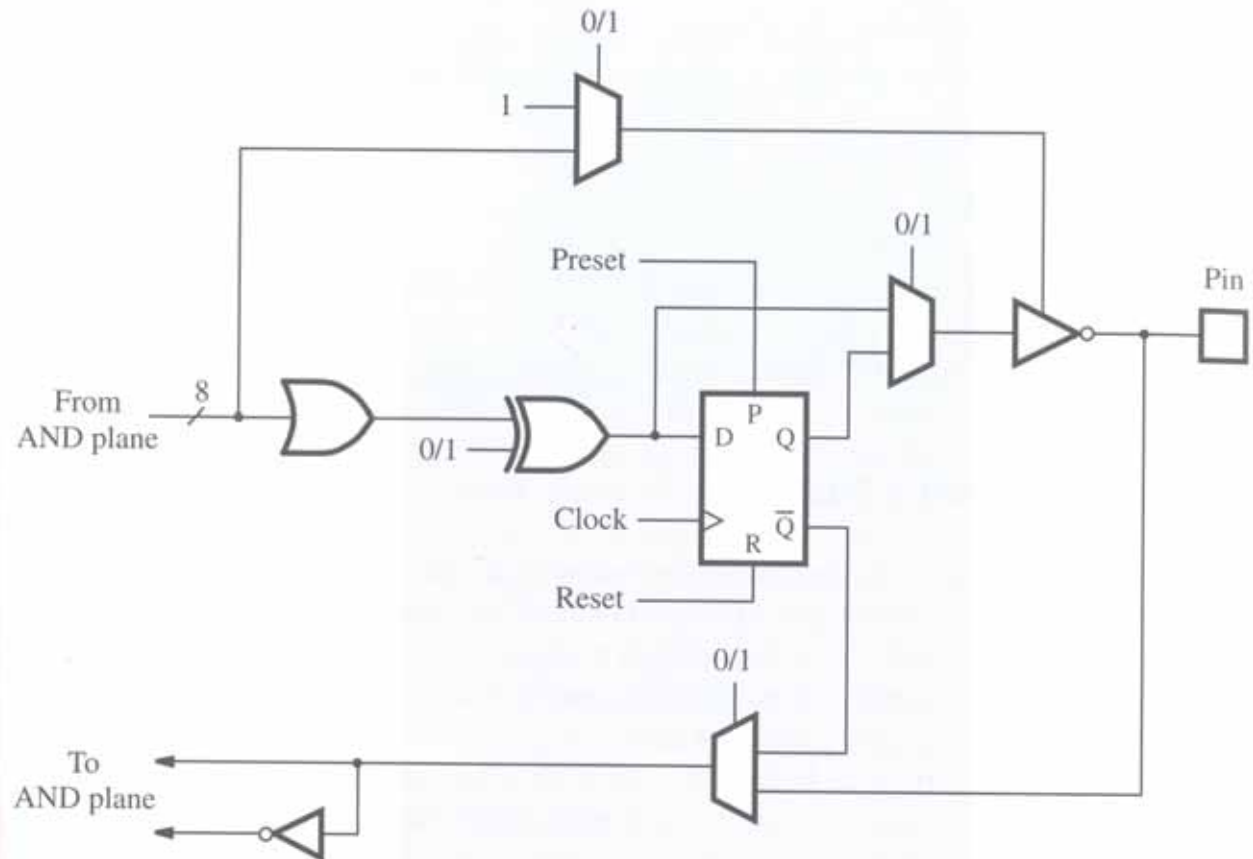 0/1
1
0/1
Preset
Pin
8
From
AND plane
P
D
Q
0/1
Clock
Q̅
R
Reset
0/1
To
AND plane